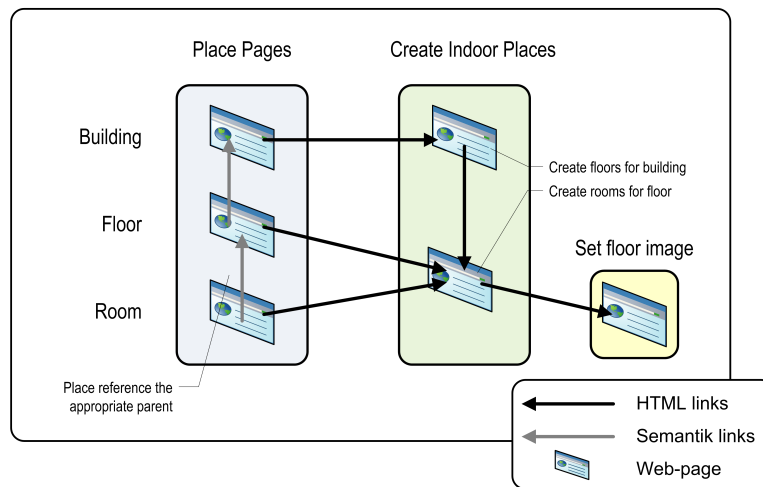 Place Pages
Create Indoor Places
Building
Create floors for building
Create rooms for floor
Floor
Set floor image
Room
Place reference the
appropriate parent
HTML links
Semantik links
Web-page